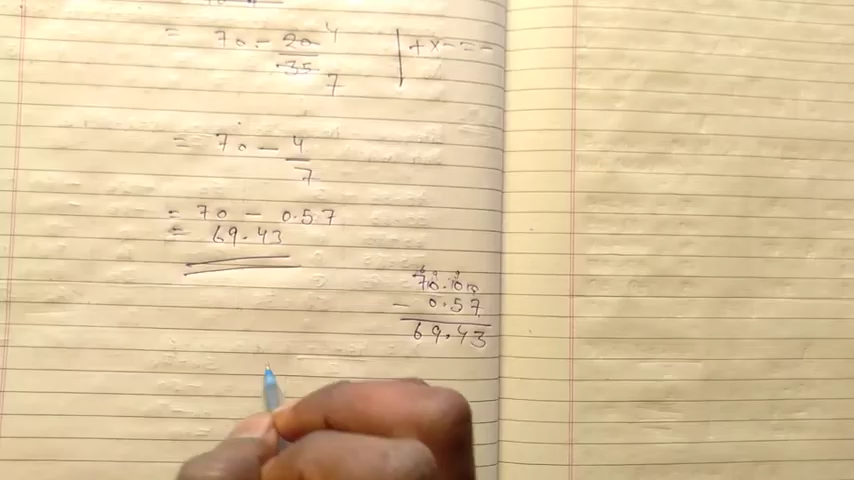 = 70 - 20/35 4 7
+ x - = = -
= 70 - 4/7
= 70 - 0.57
= 69.43
70.00
- 0.57
69.43